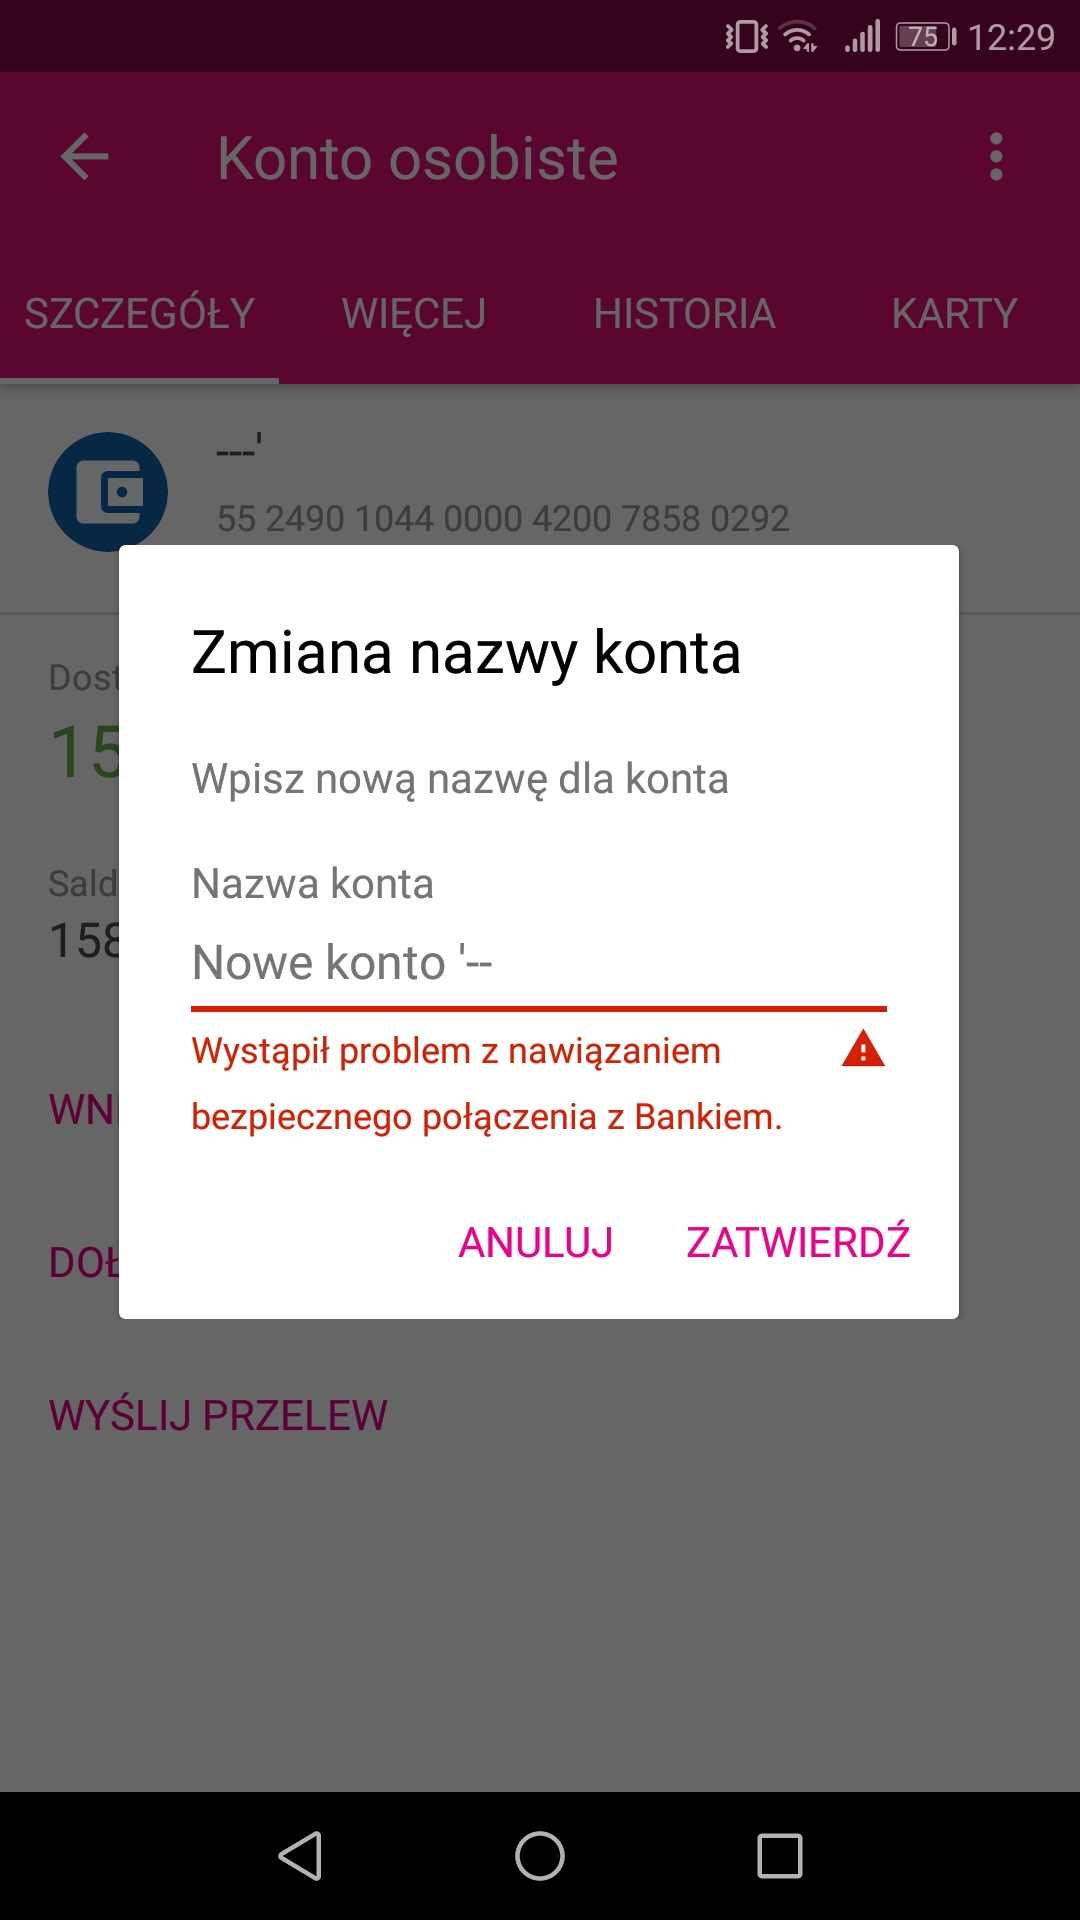 75 12:29
Konto osobiste
SZCZEGÓŁY WIĘCEJ HISTORIA KARTY
---'
55 2490 1044 0000 4200 7858 0292
Zmiana nazwy konta
Dost
15
Wpisz nową nazwę dla konta
Sald
Nazwa konta
158
Nowe konto '--
Wystąpił problem z nawiązaniem
bezpiecznego połączenia z Bankiem.
WN
ANULUJ ZATWIERDŹ
DOŁ
WYŚLIJ PRZELEW